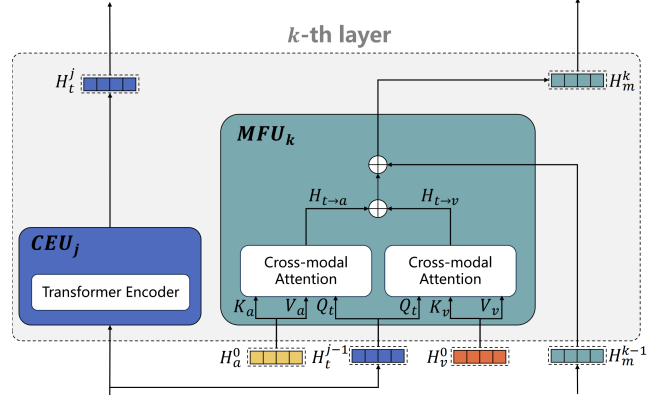 k-th layer
H_t^j
H_m^k
MFU_k
H_{t→a} H_{t→v}
CEU_j
Cross-modal Attention
Cross-modal Attention
Transformer Encoder
K_a V_a Q_t Q_t K_v V_v
H_a^0 H_t^{j-1} H_v^0 H_m^{k-1}